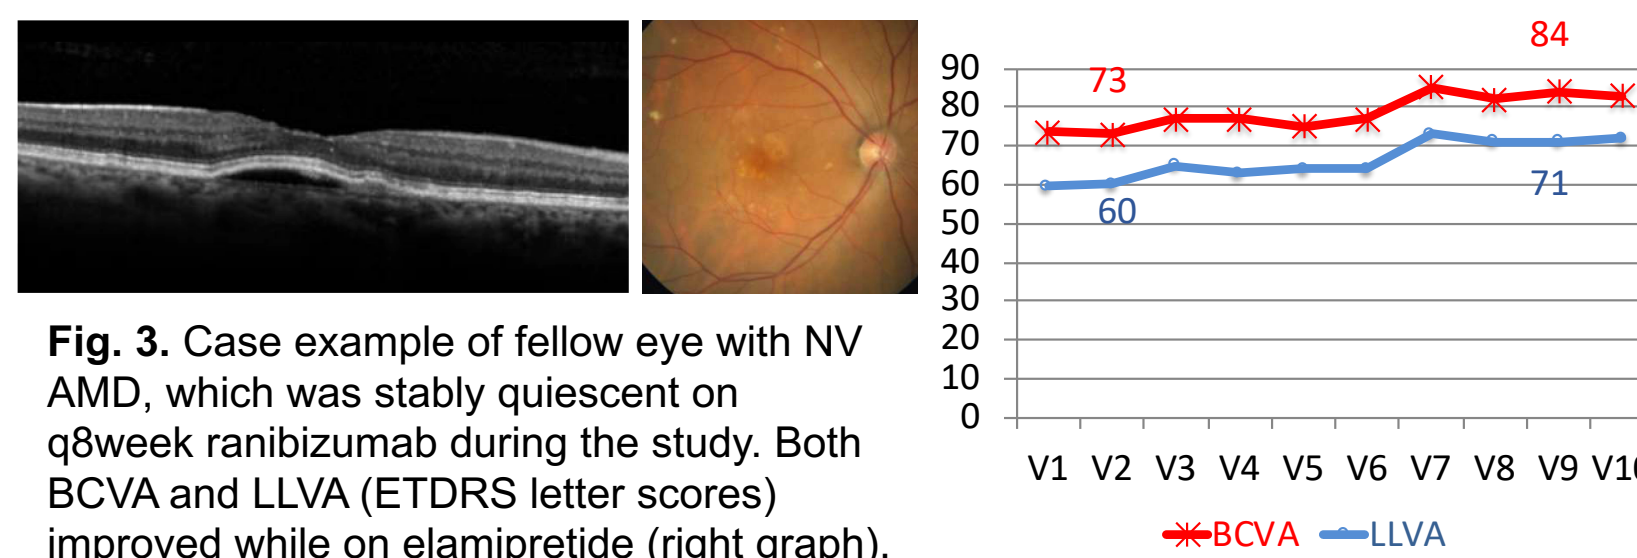 Fig. 3. Case example of fellow eye with NV
AMD, which was stably quiescent on
q8week ranibizumab during the study. Both
BCVA and LLVA (ETDRS letter scores)
improved while on elamipretide (right graph).
84
73
90
80
70
60
50
40
30
20
10
0
71
60
V1 V2 V3 V4 V5 V6 V7 V8 V9 V10
BCVA LLVA